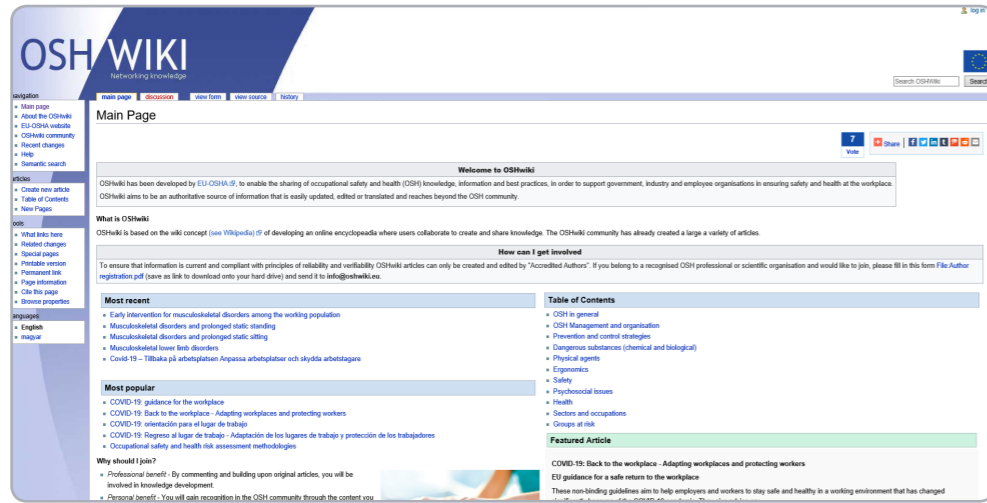 log in
OSH WIKI
Networking knowledge
Search OSHWiki
Search
navigation
Main page
About the OSHwiki
EU-OSHA website
OSHwiki community
Recent changes
Help
Semantic search
articles
Create new article
Table of Contents
New Pages
tools
What links here
Related changes
Special pages
Printable version
Permanent link
Page information
Cite this page
Browse properties
languages
English
magyar
main page discussion view form view source history
Main Page
7
Vote
Share
Welcome to OSHwiki
OSHwiki has been developed by EU-OSHA, to enable the sharing of occupational safety and health (OSH) knowledge, information and best practices, in order to support government, industry and employee organisations in ensuring safety and health at the workplace.
OSHwiki aims to be an authoritative source of information that is easily updated, edited or translated and reaches beyond the OSH community.
What is OSHwiki
OSHwiki is based on the wiki concept (see Wikipedia) of developing an online encyclopaedia where users collaborate to create and share knowledge. The OSHwiki community has already created a large a variety of articles.
How can I get involved
To ensure that information is current and compliant with principles of reliability and verifiability OSHwiki articles can only be created and edited by "Accredited Authors". If you belong to a recognised OSH professional or scientific organisation and would like to join, please fill in this form File:Author
registration.pdf (save as link to download onto your hard drive) and send it to info@oshwiki.eu.
Most recent
Early intervention for musculoskeletal disorders among the working population
Musculoskeletal disorders and prolonged static standing
Musculoskeletal disorders and prolonged static sitting
Musculoskeletal lower limb disorders
Covid-19 – Tillbaka på arbetsplatsen Anpassa arbetsplatser och skydda arbetstagare
Most popular
COVID-19: guidance for the workplace
COVID-19: Back to the workplace - Adapting workplaces and protecting workers
COVID-19: orientación para el lugar de trabajo
COVID-19: Regreso al lugar de trabajo - Adaptación de los lugares de trabajo y protección de los trabajadores
Occupational safety and health risk assessment methodologies
Why should I join?
Professional benefit - By commenting and building upon original articles, you will be
involved in knowledge development.
Personal benefit - You will gain recognition in the OSH community through the content you
Table of Contents
OSH in general
OSH Management and organisation
Prevention and control strategies
Dangerous substances (chemical and biological)
Physical agents
Ergonomics
Safety
Psychosocial issues
Health
Sectors and occupations
Groups at risk
Featured Article
COVID-19: Back to the workplace - Adapting workplaces and protecting workers
EU guidance for a safe return to the workplace
These non-binding guidelines aim to help employers and workers to stay safe and healthy in a working environment that has changed